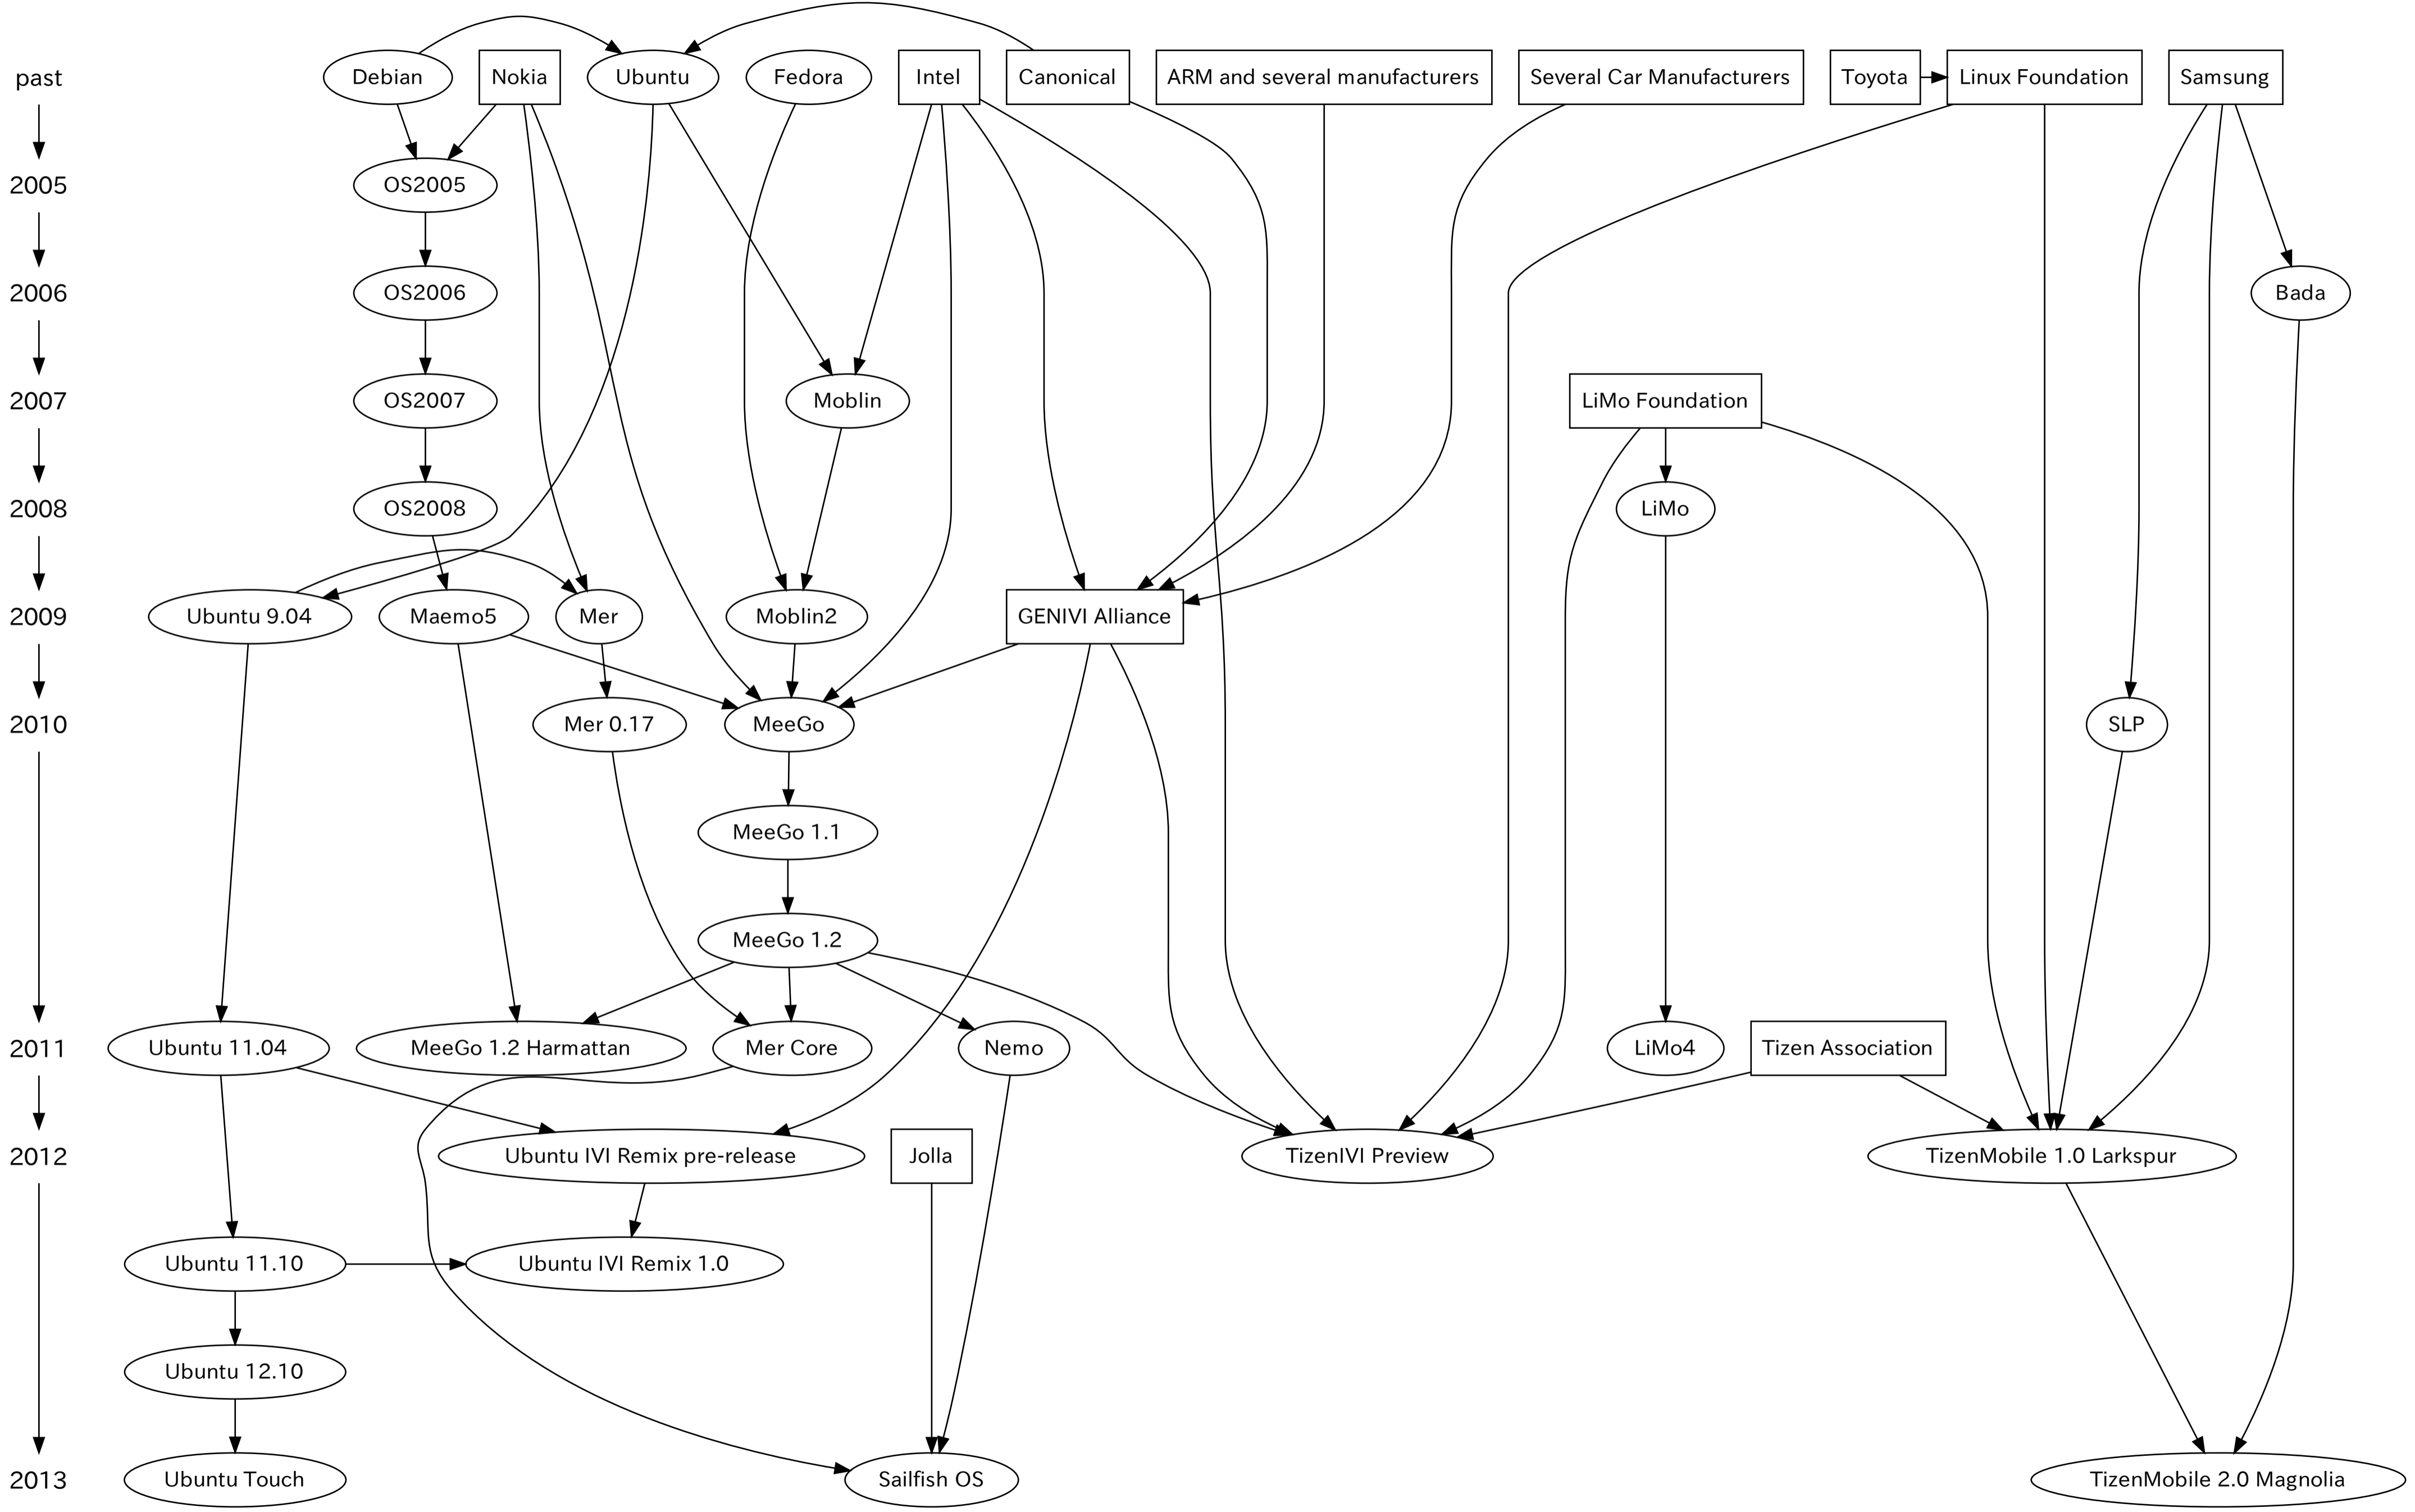 past
Debian
Nokia
Ubuntu
Fedora
Intel
Canonical
ARM and several manufacturers
Several Car Manufacturers
Toyota
Linux Foundation
Samsung
2005
OS2005
2006
OS2006
Bada
2007
OS2007
Moblin
LiMo Foundation
2008
OS2008
LiMo
2009
Ubuntu 9.04
Maemo5
Mer
Moblin2
GENIVI Alliance
2010
Mer 0.17
MeeGo
SLP
MeeGo 1.1
MeeGo 1.2
2011
Ubuntu 11.04
MeeGo 1.2 Harmattan
Mer Core
Nemo
LiMo4
Tizen Association
2012
Ubuntu IVI Remix pre-release
Jolla
TizenIVI Preview
TizenMobile 1.0 Larkspur
Ubuntu 11.10
Ubuntu IVI Remix 1.0
Ubuntu 12.10
2013
Ubuntu Touch
Sailfish OS
TizenMobile 2.0 Magnolia